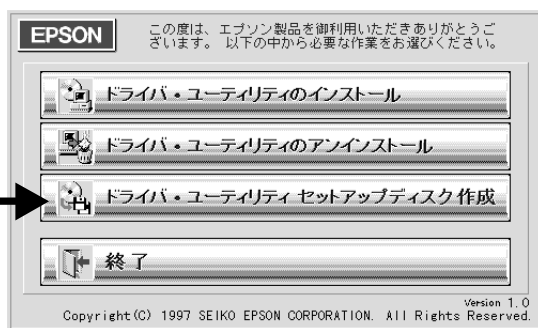 EPSON
この度は、エプソン製品を御利用いただきありがとうご
ざいます。 以下の中から必要な作業をお選びください。
ドライバ・ユーティリティのインストール
ドライバ・ユーティリティのアンインストール
ドライバ・ユーティリティ セットアップディスク作成
終了
Version 1.0
Copyright(C) 1997 SEIKO EPSON CORPORATION. All Rights Reserved.